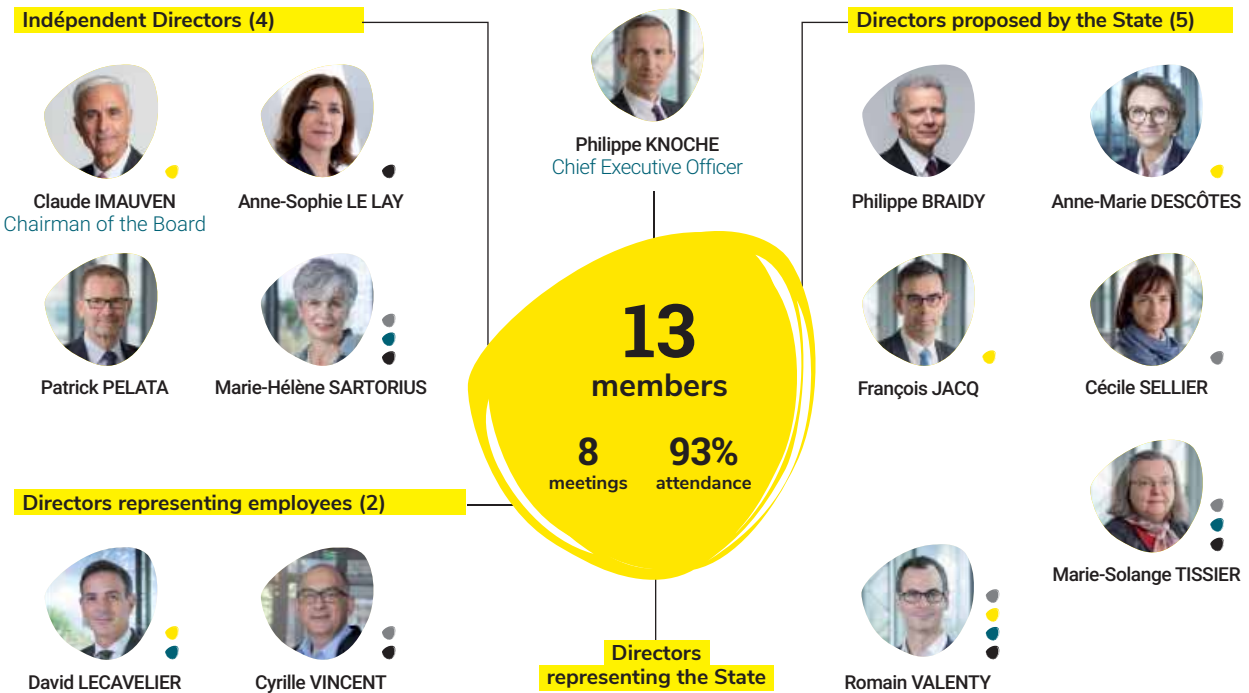 Indépendent Directors (4)
Claude IMAUVEN
Chairman of the Board
Anne-Sophie LE LAY
Patrick PELATA
Marie-Hélène SARTORIUS
Philippe KNOCHE
Chief Executive Officer
Directors proposed by the State (5)
Philippe BRAIDY
Anne-Marie DESCÔTES
François JACQ
Cécile SELLIER
Marie-Solange TISSIER
13
members
8
meetings
93%
attendance
Directors representing employees (2)
David LECAVELIER
Cyrille VINCENT
Directors
representing the State
Romain VALENTY